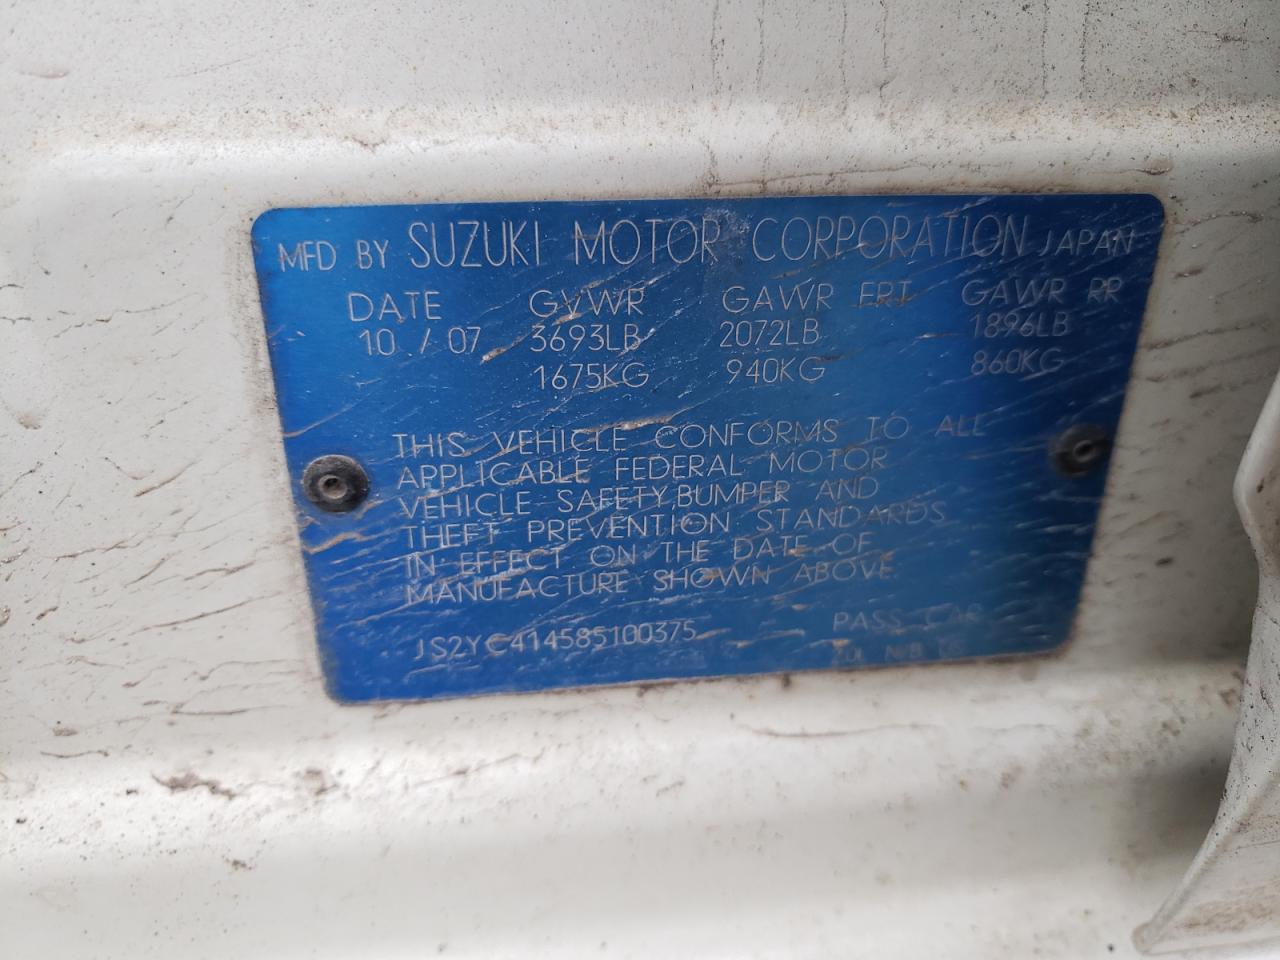 MFD BY SUZUKI MOTOR CORPORATION JAPAN
DATE GVWR GAWR FRT GAWR RR
10 / 07 3693LB 2072LB 1896LB
1675KG 940KG 860KG
THIS VEHICLE CONFORMS TO ALL
APPLICABLE FEDERAL MOTOR
VEHICLE SAFETY,BUMPER AND
THEFT PREVENTION STANDARDS
IN EFFECT ON THE DATE OF
MANUFACTURE SHOWN ABOVE.
JS2YC414585100375 PASS CAR